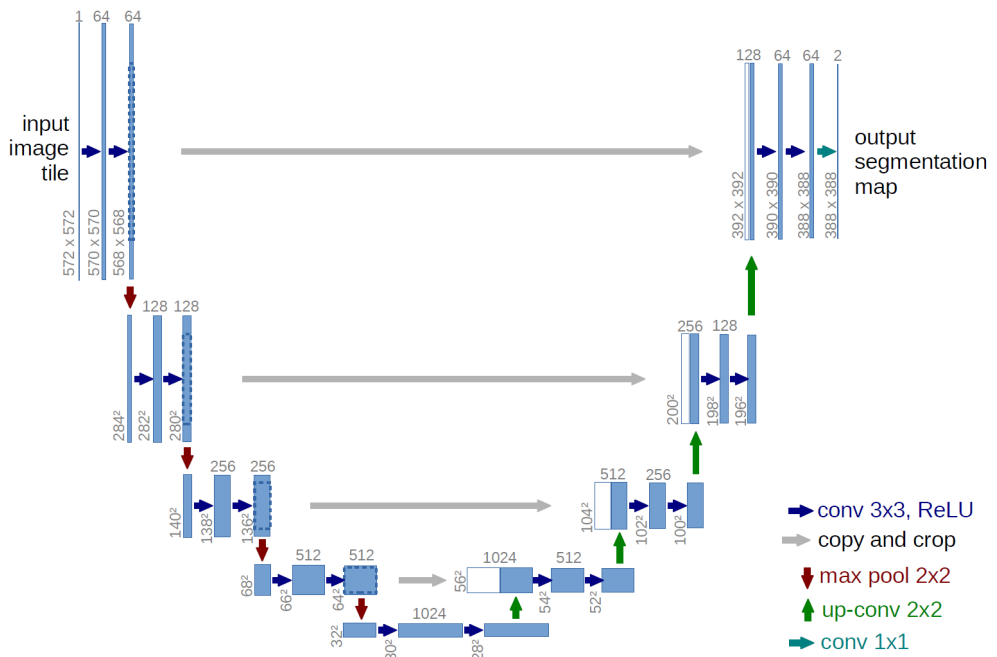 1 64 64
128 64 64 2
input
image
tile
output
segmentation
map
572 x 572
570 x 570
568 x 568
392 x 392
390 x 390
388 x 388
388 x 388
128 128
256 128
284²
282²
280²
200²
198²
196²
256 256
512 256
140²
138²
136²
104²
102²
100²
512 512
1024 512
68²
66²
64²
56²
54²
52²
1024
32²
30²
28²
conv 3x3, ReLU
copy and crop
max pool 2x2
up-conv 2x2
conv 1x1